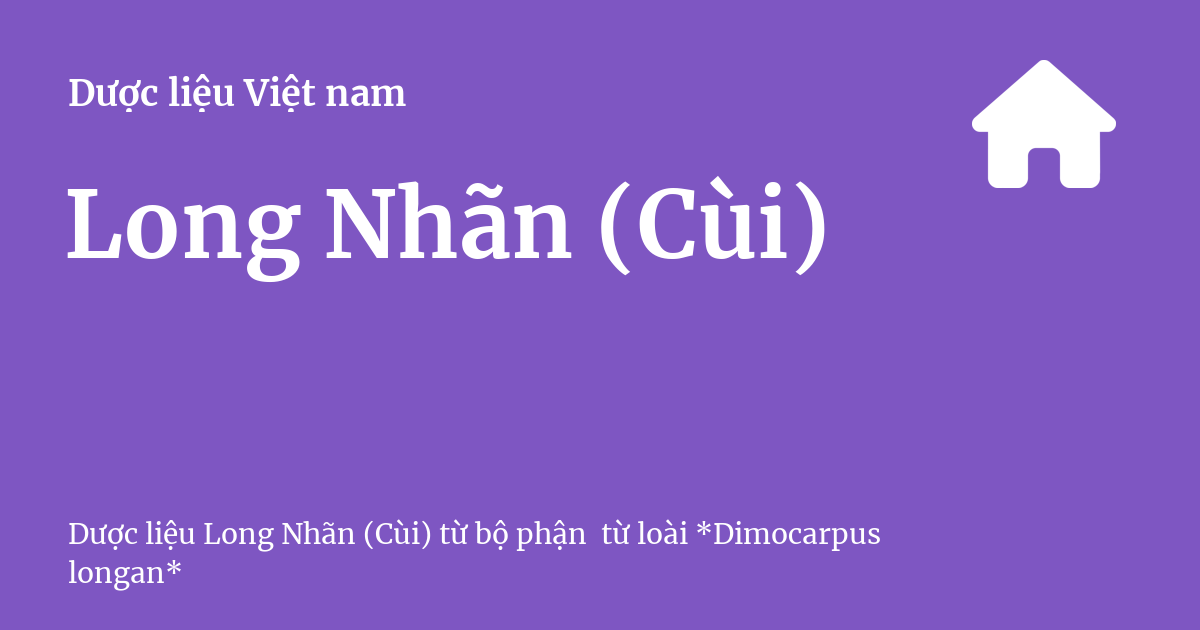 Dược liệu Việt nam
Long Nhãn (Cùi)
Dược liệu Long Nhãn (Cùi) từ bộ phận  từ loài *Dimocarpus
longan*